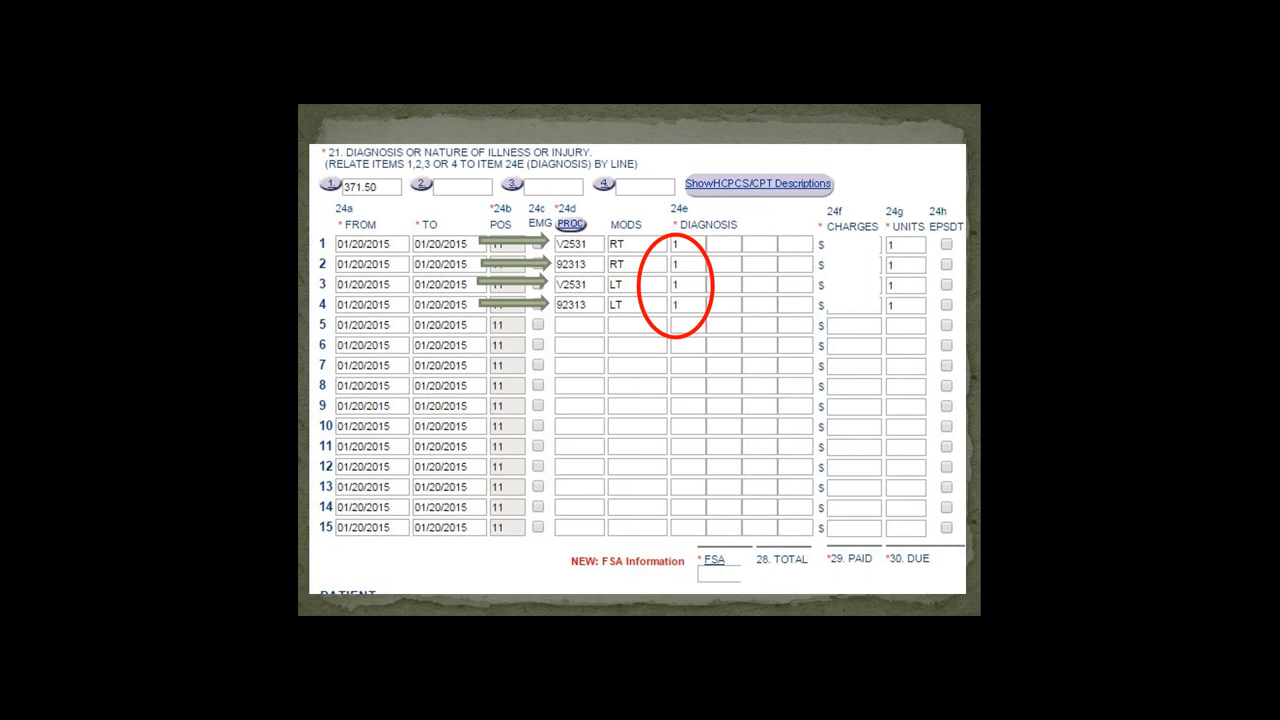 * 21. DIAGNOSIS OR NATURE OF ILLNESS OR INJURY.
(RELATE ITEMS 1,2,3 OR 4 TO ITEM 24E (DIAGNOSIS) BY LINE)
1. 371.50 2. 3. 4. ShowHCPCS/CPT Descriptions
24a *24b 24c *24d 24e 24f 24g 24h
* FROM * TO POS EMG PROC MODS * DIAGNOSIS * CHARGES * UNITS EPSDT
1 01/20/2015 01/20/2015 11 V2531 RT 1 $ 1
2 01/20/2015 01/20/2015 11 92313 RT 1 $ 1
3 01/20/2015 01/20/2015 11 V2531 LT 1 $ 1
4 01/20/2015 01/20/2015 11 92313 LT 1 $ 1
5 01/20/2015 01/20/2015 11 $
6 01/20/2015 01/20/2015 11 $
7 01/20/2015 01/20/2015 11 $
8 01/20/2015 01/20/2015 11 $
9 01/20/2015 01/20/2015 11 $
10 01/20/2015 01/20/2015 11 $
11 01/20/2015 01/20/2015 11 $
12 01/20/2015 01/20/2015 11 $
13 01/20/2015 01/20/2015 11 $
14 01/20/2015 01/20/2015 11 $
15 01/20/2015 01/20/2015 11 $
NEW: FSA Information * FSA 28. TOTAL *29. PAID *30. DUE
PATIENT